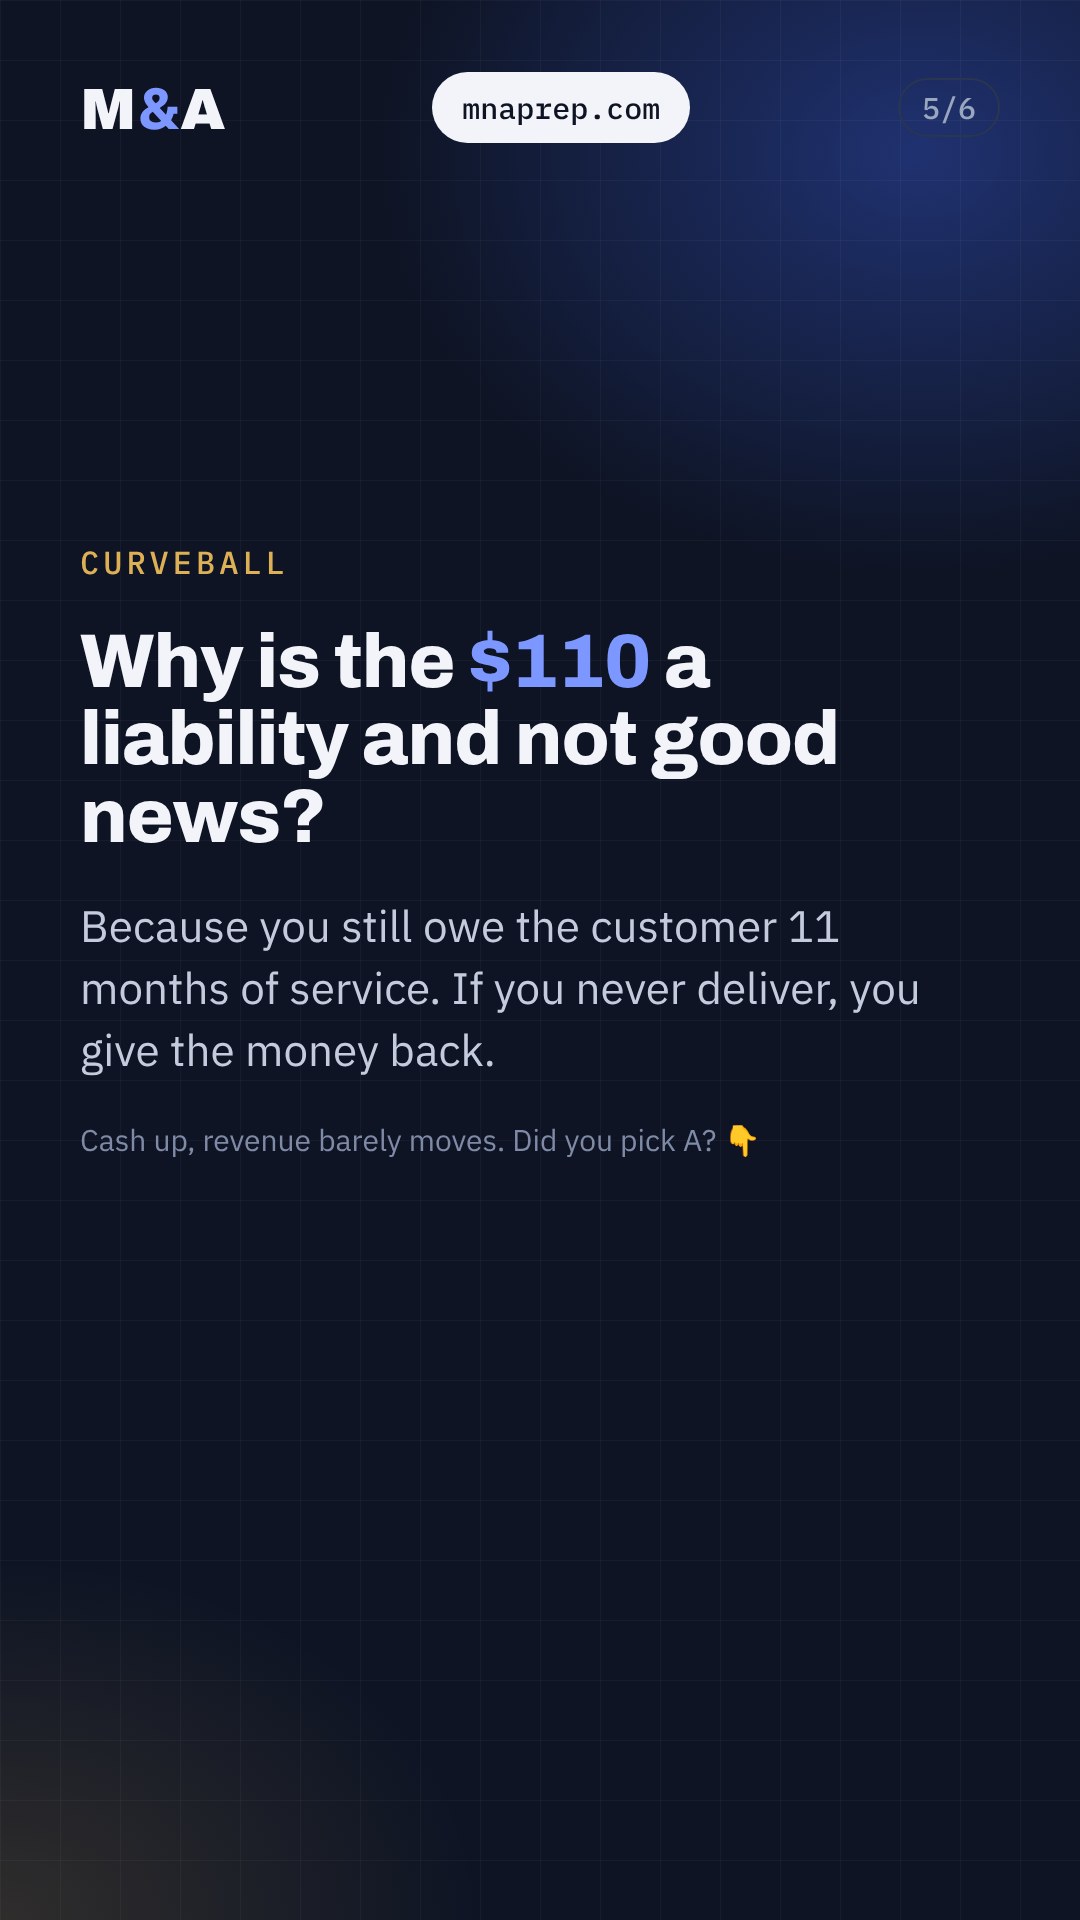 M&A
mnaprep.com
5/6
CURVEBALL
Why is the $110 a
liability and not good
news?
Because you still owe the customer 11
months of service. If you never deliver, you
give the money back.
Cash up, revenue barely moves. Did you pick A? 👇